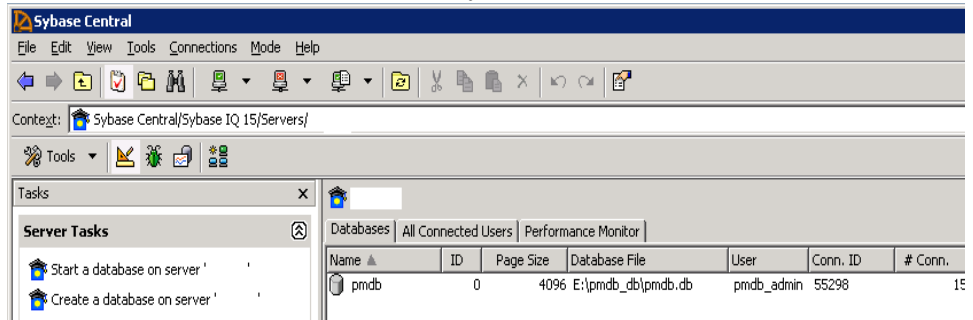 Sybase Central
File Edit View Tools Connections Mode Help
Context: Sybase Central/Sybase IQ 15/Servers/
Tools
Tasks x
Server Tasks
Databases All Connected Users Performance Monitor
Start a database on server ' '
Create a database on server ' '
Name ID Page Size Database File User Conn. ID # Conn.
pmdb 0 4096 E:\pmdb_db\pmdb.db pmdb_admin 55298 15